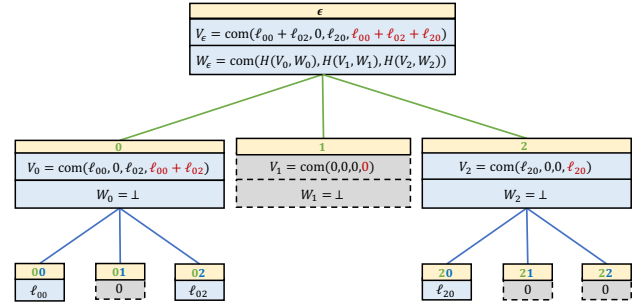 ϵ
V_ϵ = com(ℓ_00 + ℓ_02, 0, ℓ_20, ℓ_00 + ℓ_02 + ℓ_20)
W_ϵ = com(H(V_0, W_0), H(V_1, W_1), H(V_2, W_2))
0 1 2
V_0 = com(ℓ_00, 0, ℓ_02, ℓ_00 + ℓ_02) V_1 = com(0,0,0,0) V_2 = com(ℓ_20, 0,0, ℓ_20)
W_0 = ⊥ W_1 = ⊥ W_2 = ⊥
00 01 02 20 21 22
ℓ_00 0 ℓ_02 ℓ_20 0 0